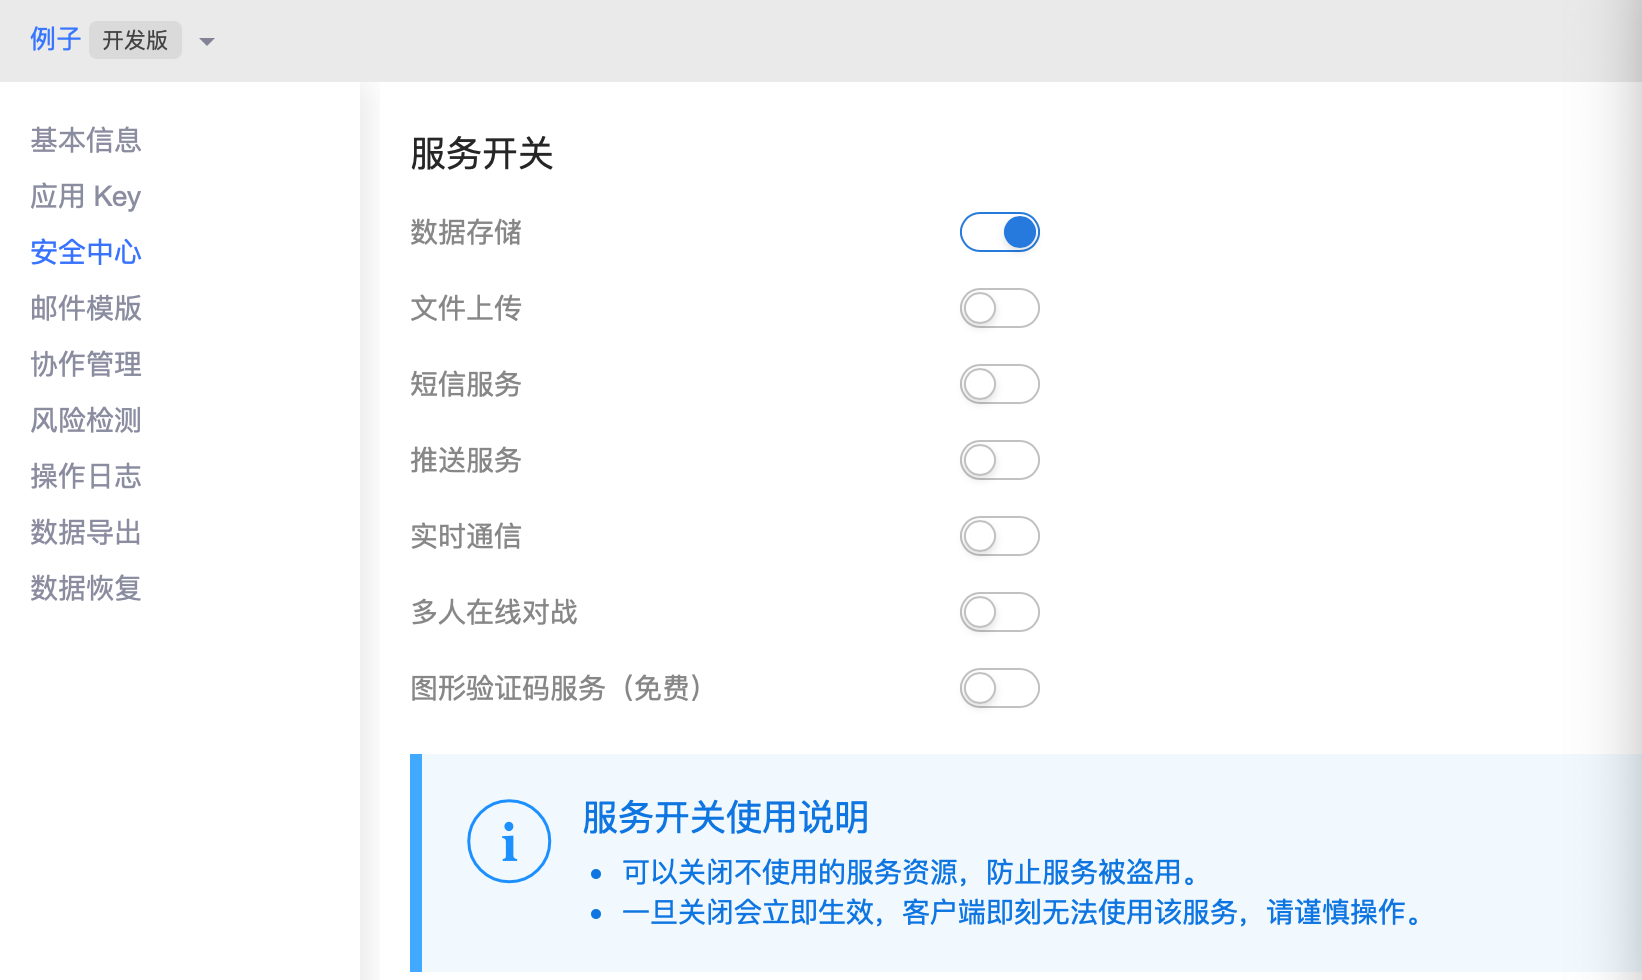 例子 开发版
基本信息
应用 Key
安全中心
邮件模版
协作管理
风险检测
操作日志
数据导出
数据恢复
服务开关
数据存储
文件上传
短信服务
推送服务
实时通信
多人在线对战
图形验证码服务（免费）
服务开关使用说明
可以关闭不使用的服务资源，防止服务被盗用。
一旦关闭会立即生效，客户端即刻无法使用该服务，请谨慎操作。